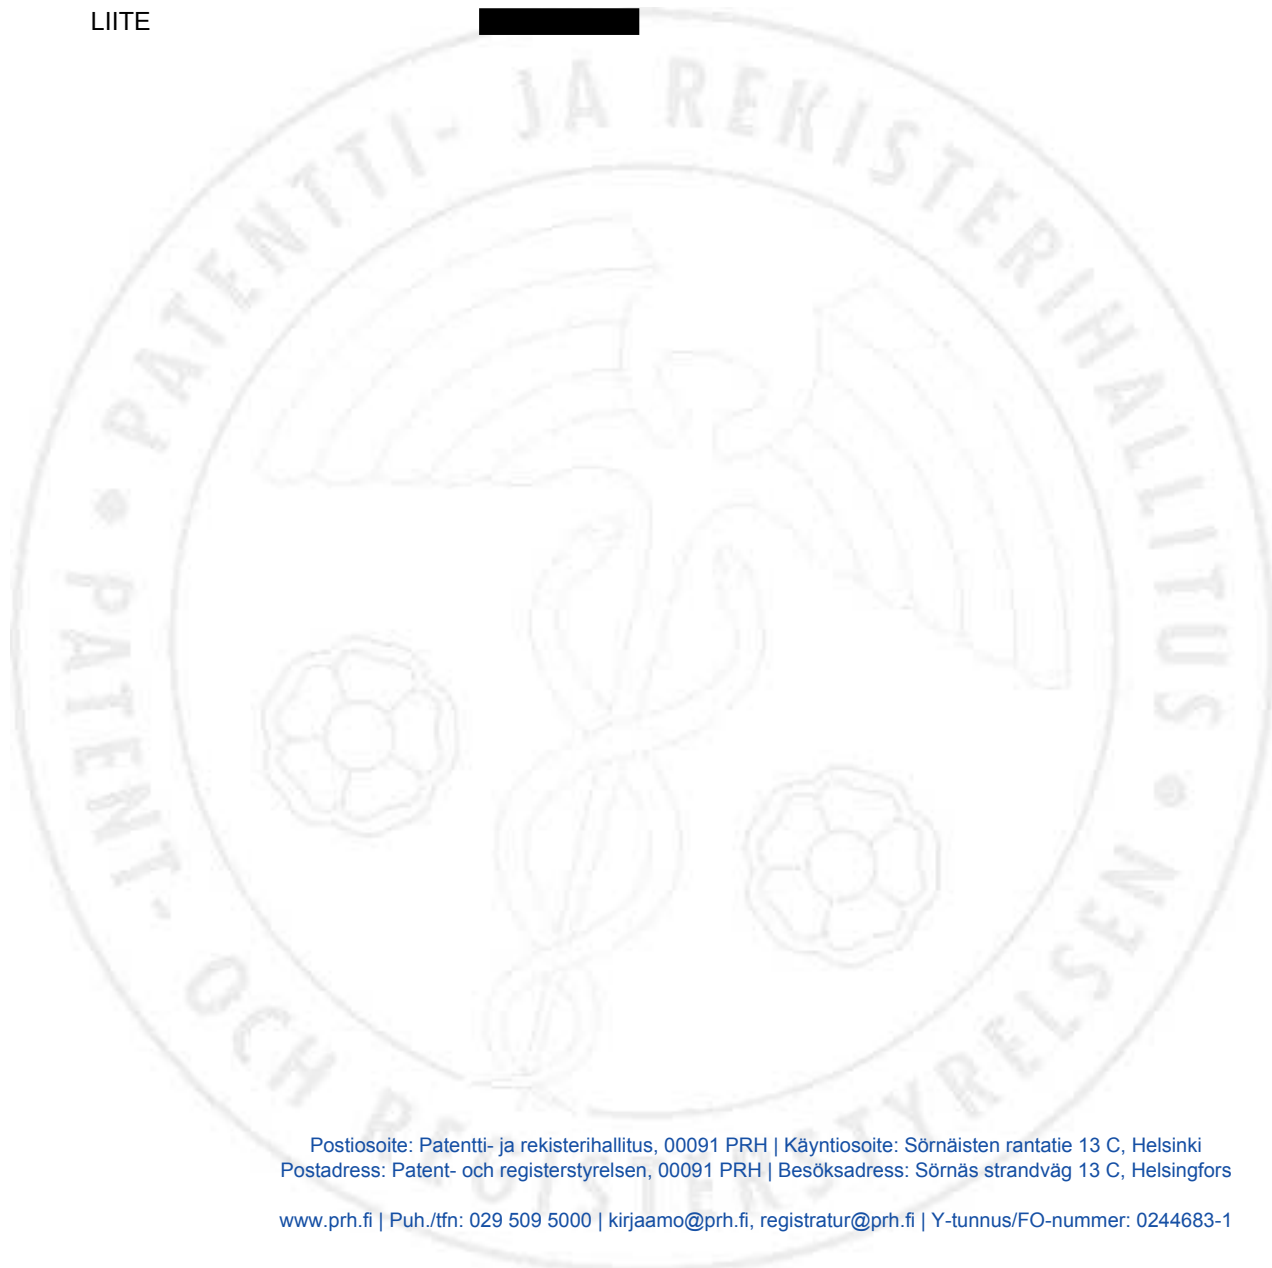 LIITE
PATENTTI- JA REKISTERIHALLITUS • PATENT- OCH REGISTERSTYRELSEN •
Postiosoite: Patentti- ja rekisterihallitus, 00091 PRH | Käyntiosoite: Sörnäisten rantatie 13 C, Helsinki
Postadress: Patent- och registerstyrelsen, 00091 PRH | Besöksadress: Sörnäs strandväg 13 C, Helsingfors
www.prh.fi | Puh./tfn: 029 509 5000 | kirjaamo@prh.fi, registratur@prh.fi | Y-tunnus/FO-nummer: 0244683-1